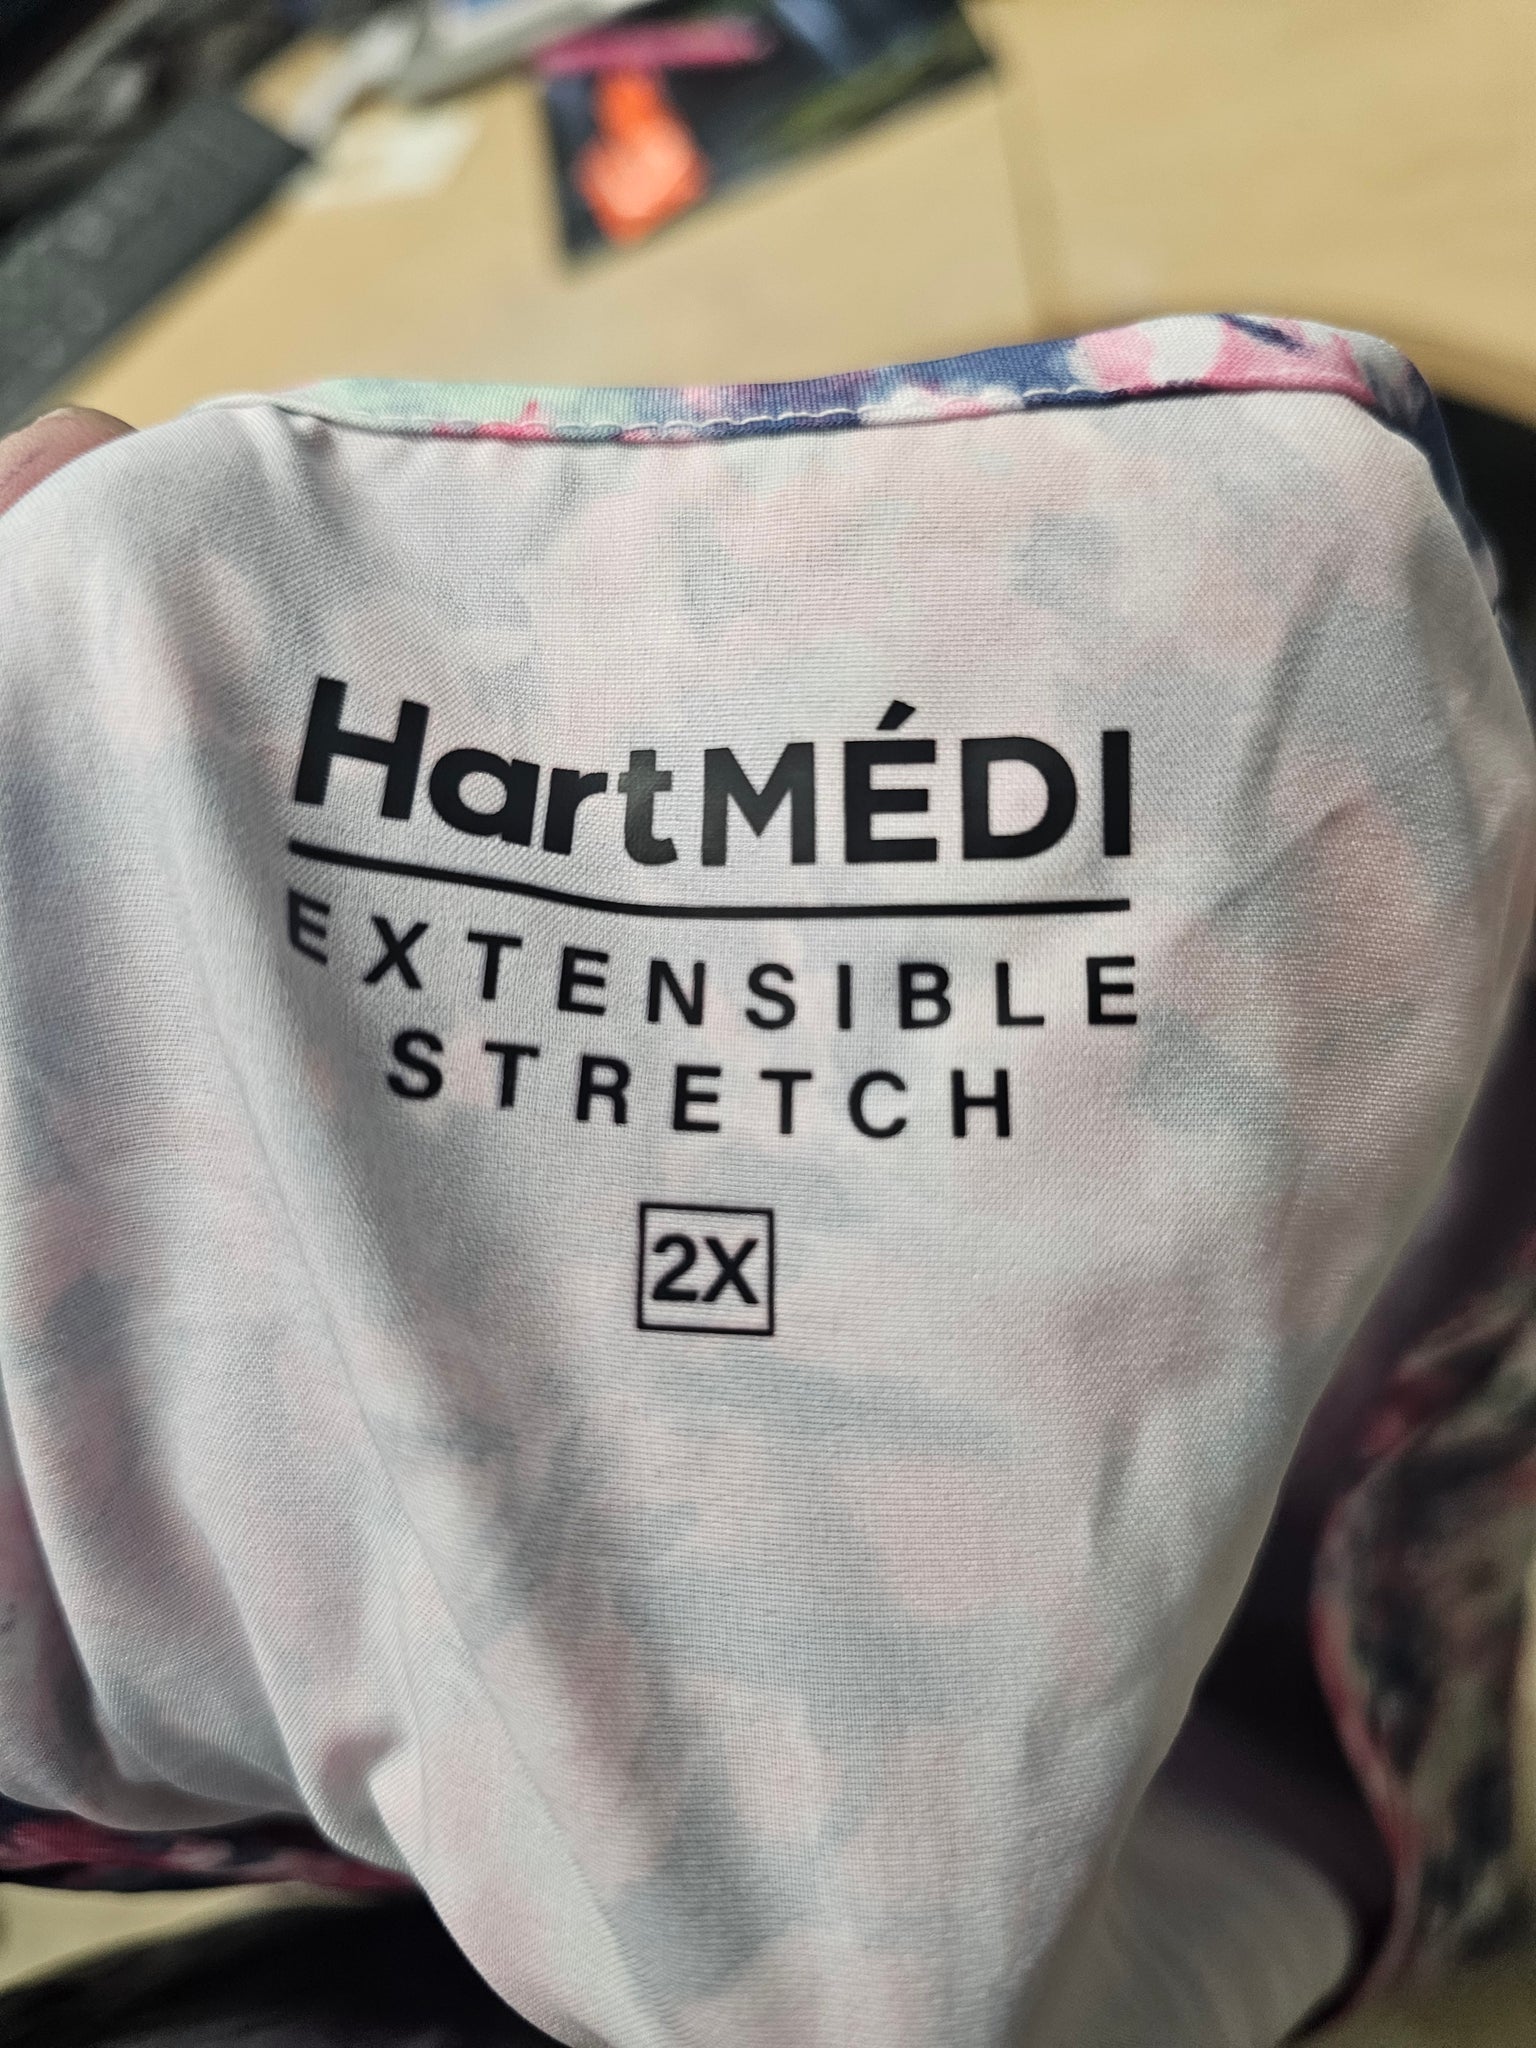 HartMÉDI
EXTENSIBLE
STRETCH
2X